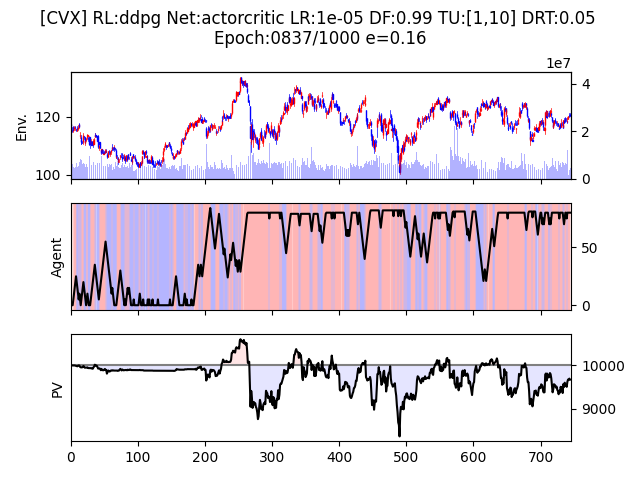 [CVX] RL:ddpg Net:actorcritic LR:1e-05 DF:0.99 TU:[1,10] DRT:0.05
Epoch:0837/1000 e=0.16
1e7
Env.
120
100
4
2
0
Agent
50
0
PV
10000
9000
0 100 200 300 400 500 600 700